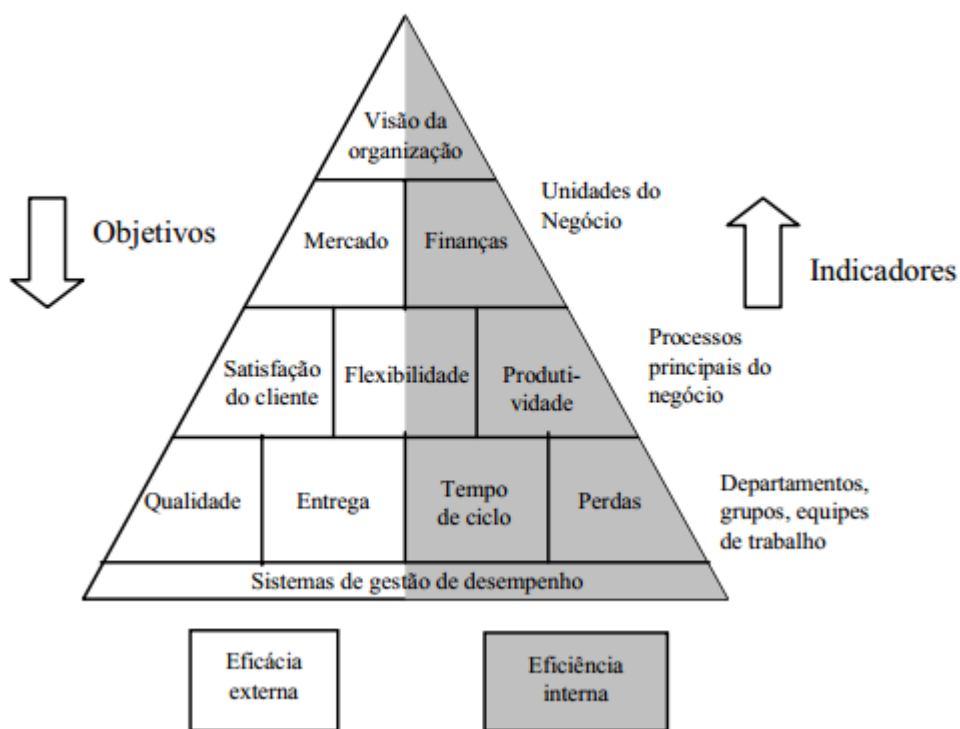 Visão da
organização
Unidades do
Negócio
Objetivos
Mercado
Finanças
Indicadores
Satisfação
do cliente
Flexibilidade
Produti-
vidade
Processos
principais do
negócio
Qualidade
Entrega
Tempo
de ciclo
Perdas
Departamentos,
grupos, equipes
de trabalho
Sistemas de gestão de desempenho
Eficácia
externa
Eficiência
interna